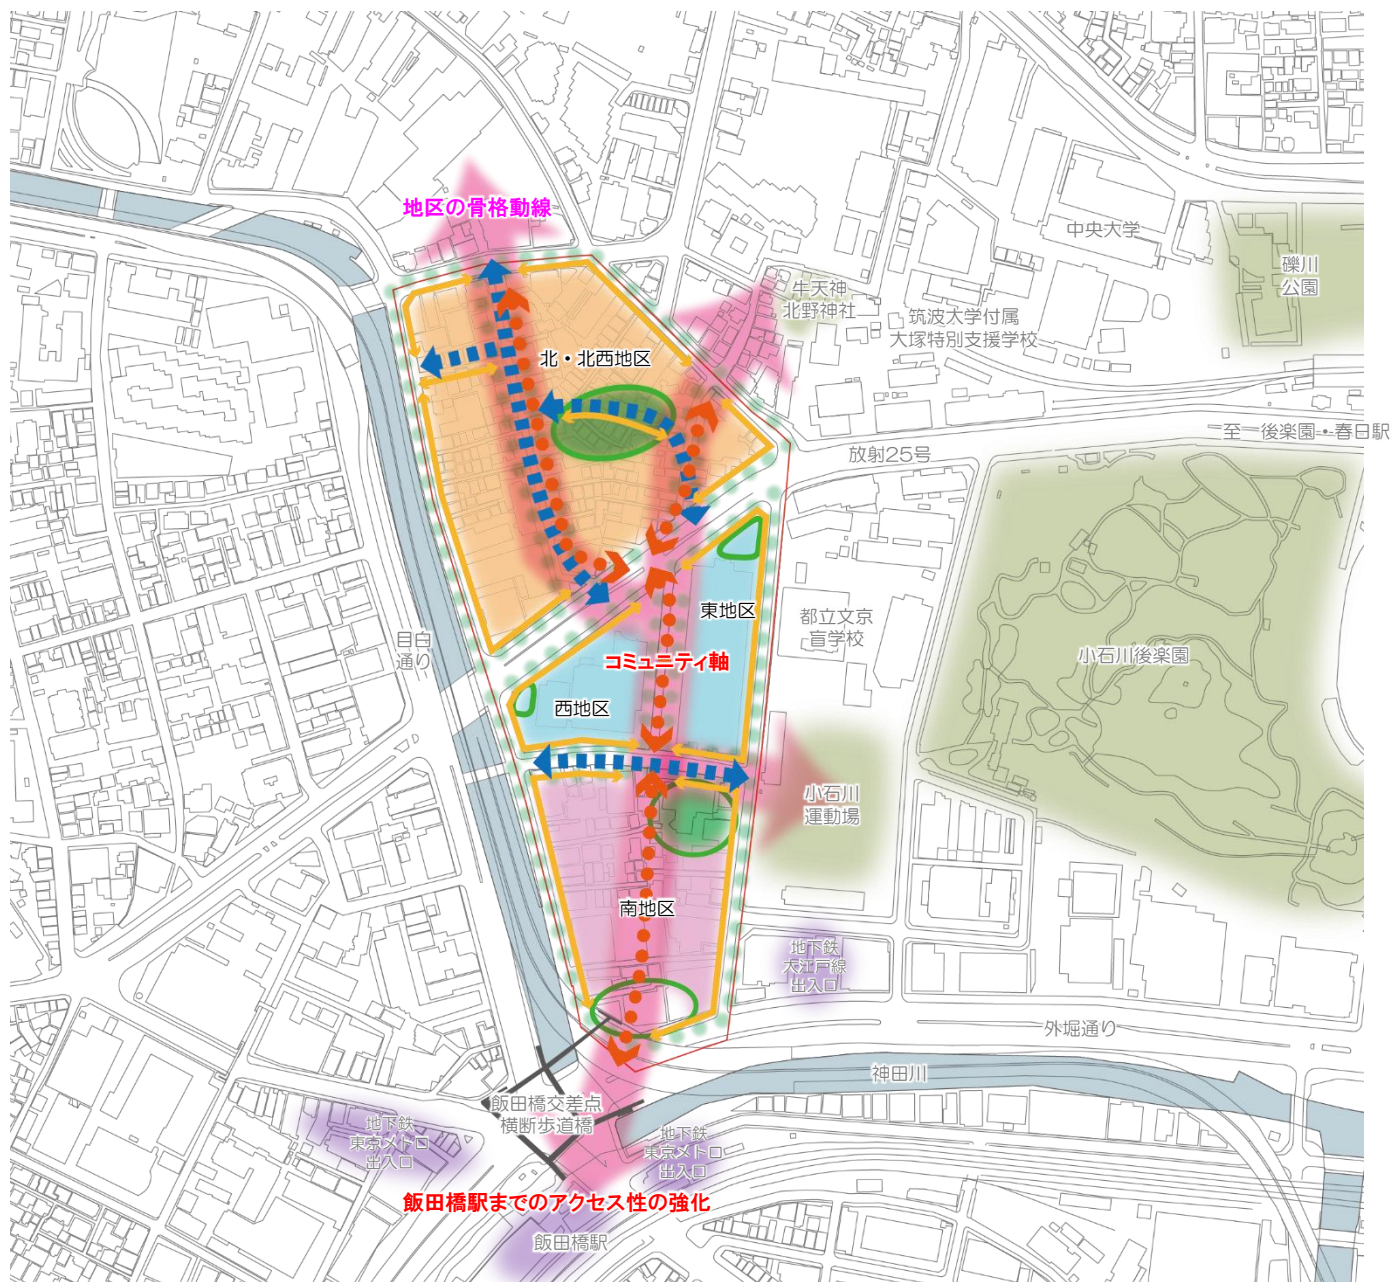 地区の骨格動線
中央大学
礫川
公園
牛天神
北野神社
筑波大学付属
大塚特別支援学校
北・北西地区
至 後楽園・春日駅
放射25号
東地区
都立文京
盲学校
目白
通り
小石川後楽園
コミュニティ軸
西地区
小石川
運動場
南地区
地下鉄
大江戸線
出入口
外堀通り
神田川
飯田橋交差点
横断歩道橋
地下鉄
東京メトロ
出入口
地下鉄
東京メトロ
出入口
飯田橋駅までのアクセス性の強化
飯田橋駅